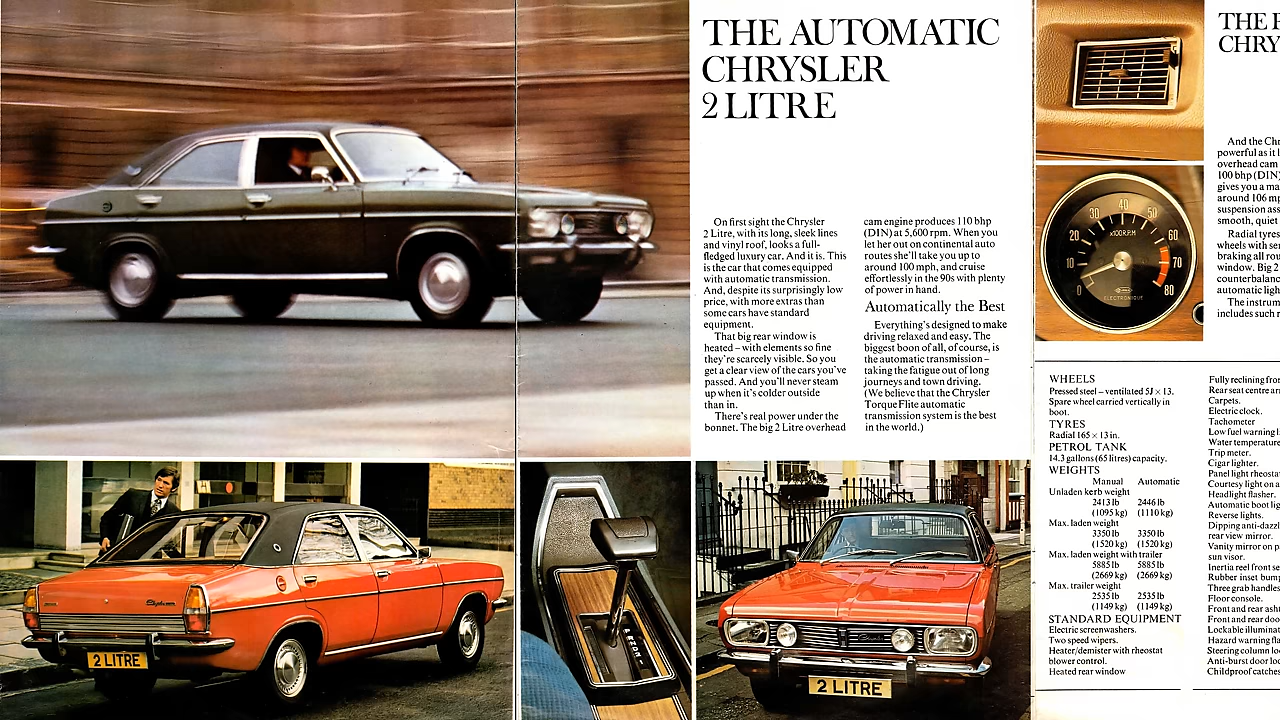 THE AUTOMATIC
CHRYSLER
2 LITRE
On first sight the Chrysler
2 Litre, with its long, sleek lines
and vinyl roof, looks a full-
fledged luxury car. And it is. This
is the car that comes equipped
with automatic transmission.
And, despite its surprisingly low
price, with more extras than
some cars have standard
equipment.
That big rear window is
heated – with elements so fine
they're scarcely visible. So you
get a clear view of the cars you've
passed. And you'll never steam
up when it's colder outside
than in.
There's real power under the
bonnet. The big 2 Litre overhead
cam engine produces 110 bhp
(DIN) at 5,600 rpm. When you
let her out on continental auto
routes she'll take you up to
around 100 mph, and cruise
effortlessly in the 90s with plenty
of power in hand.
Automatically the Best
Everything's designed to make
driving relaxed and easy. The
biggest boon of all, of course, is
the automatic transmission –
taking the fatigue out of long
journeys and town driving.
(We believe that the Chrysler
TorqueFlite automatic
transmission system is the best
in the world.)
2 LITRE
2 LITRE
0 10 20 30 40 50 60 70 80
x100 R.P.M
ELECTRONIQUE
THE
CHRY
And the Chr
powerful as it l
overhead cam
100 bhp (DIN)
gives you a ma
around 106 mp
suspension ass
smooth, quiet
Radial tyres
wheels with se
braking all rou
window. Big 2
counterbalanc
automatic ligh
The instrum
includes such r
WHEELS
Pressed steel – ventilated 5J × 13.
Spare wheel carried vertically in
boot.
TYRES
Radial 165 × 13 in.
PETROL TANK
14.3 gallons (65 litres) capacity.
WEIGHTS
Manual Automatic
Unladen kerb weight
2413 lb 2446 lb
(1095 kg) (1110 kg)
Max. laden weight
3350 lb 3350 lb
(1520 kg) (1520 kg)
Max. laden weight with trailer
5885 lb 5885 lb
(2669 kg) (2669 kg)
Max. trailer weight
2535 lb 2535 lb
(1149 kg) (1149 kg)
STANDARD EQUIPMENT
Electric screenwashers.
Two speed wipers.
Heater/demister with rheostat
blower control.
Heated rear window
Fully reclining fron
Rear seat centre ar
Carpets.
Electric clock.
Tachometer
Low fuel warning l
Water temperature
Trip meter.
Cigar lighter.
Panel light rheosta
Courtesy light on a
Headlight flasher.
Automatic boot lig
Reverse lights.
Dipping anti-dazz
rear view mirror.
Vanity mirror on p
sun visor.
Inertia reel front se
Rubber inset bump
Three grab handles
Floor console.
Front and rear ash
Front and rear doo
Lockable illuminat
Hazard warning fla
Steering column lo
Anti-burst door lo
Childproof catches